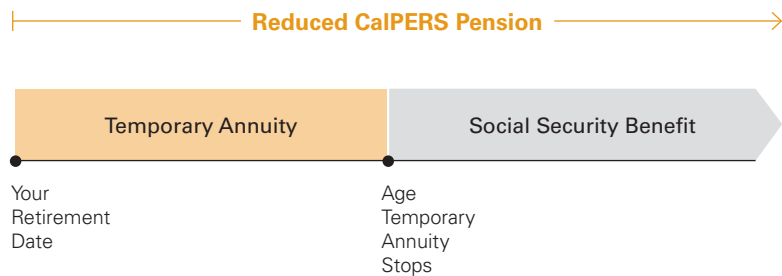 Reduced CalPERS Pension
Temporary Annuity
Social Security Benefit
Your
Retirement
Date
Age
Temporary
Annuity
Stops